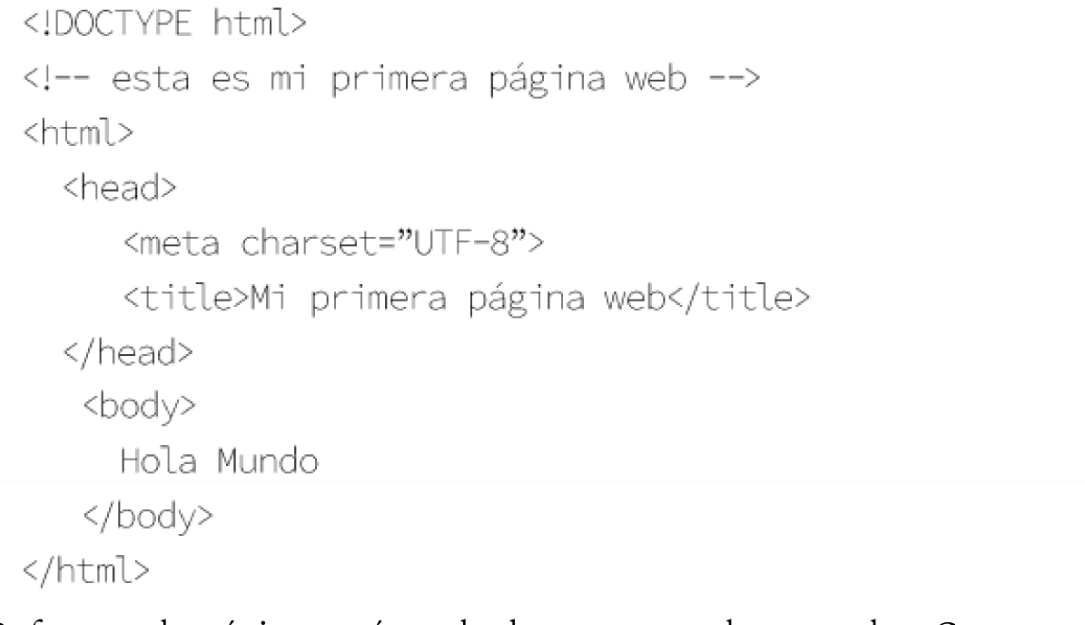 <!DOCTYPE html>
<!-- esta es mi primera página web -->
<html>
<head>
<meta charset=”UTF-8”>
<title>Mi primera página web</title>
</head>
<body>
Hola Mundo
</body>
</html>